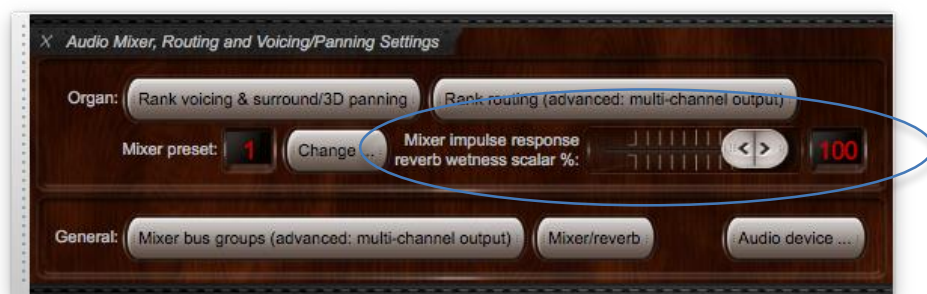 X Audio Mixer, Routing and Voicing/Panning Settings
Organ: Rank voicing & surround/3D panning Rank routing (advanced: multi-channel output)
Mixer preset: 1 Change ... Mixer impulse response
reverb wetness scalar %: < > 100
General: Mixer bus groups (advanced: multi-channel output) Mixer/reverb Audio device ...